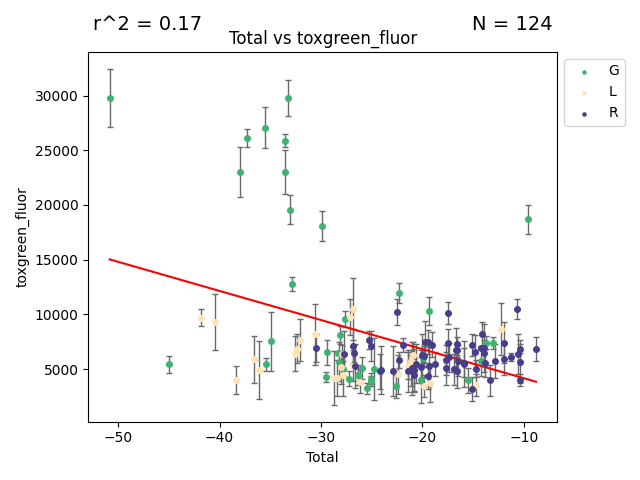 r^2 = 0.17
N = 124
Total vs toxgreen_fluor
G
L
R
toxgreen_fluor
30000
25000
20000
15000
10000
5000
−50
−40
−30
−20
−10
Total